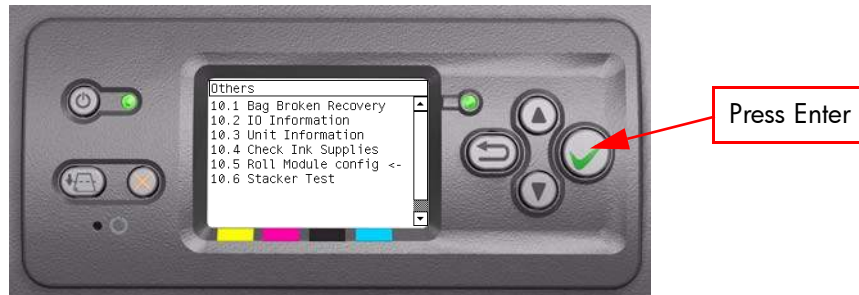 Others
10.1 Bag Broken Recovery
10.2 IO Information
10.3 Unit Information
10.4 Check Ink Supplies
10.5 Roll Module config <-
10.6 Stacker Test
Press Enter